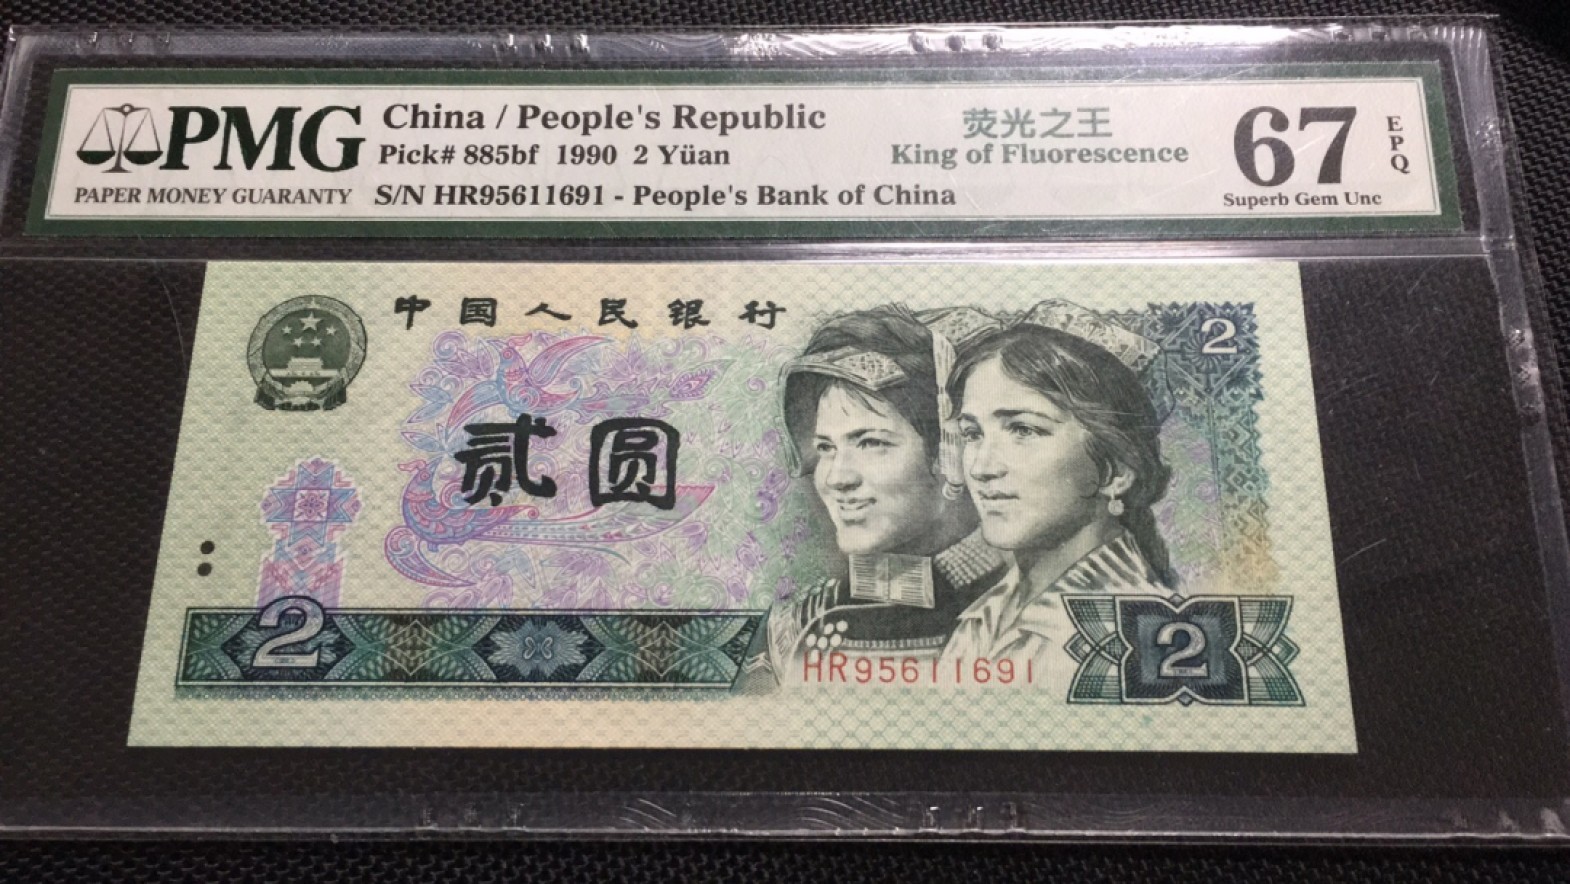 PMG
PAPER MONEY GUARANTY
China / People's Republic
Pick# 885bf 1990 2 Yüan
S/N HR95611691 - People's Bank of China
荧光之王
King of Fluorescence
67
EPQ
Superb Gem Unc
中国人民银行
2
贰圆
2
HR95611691
2